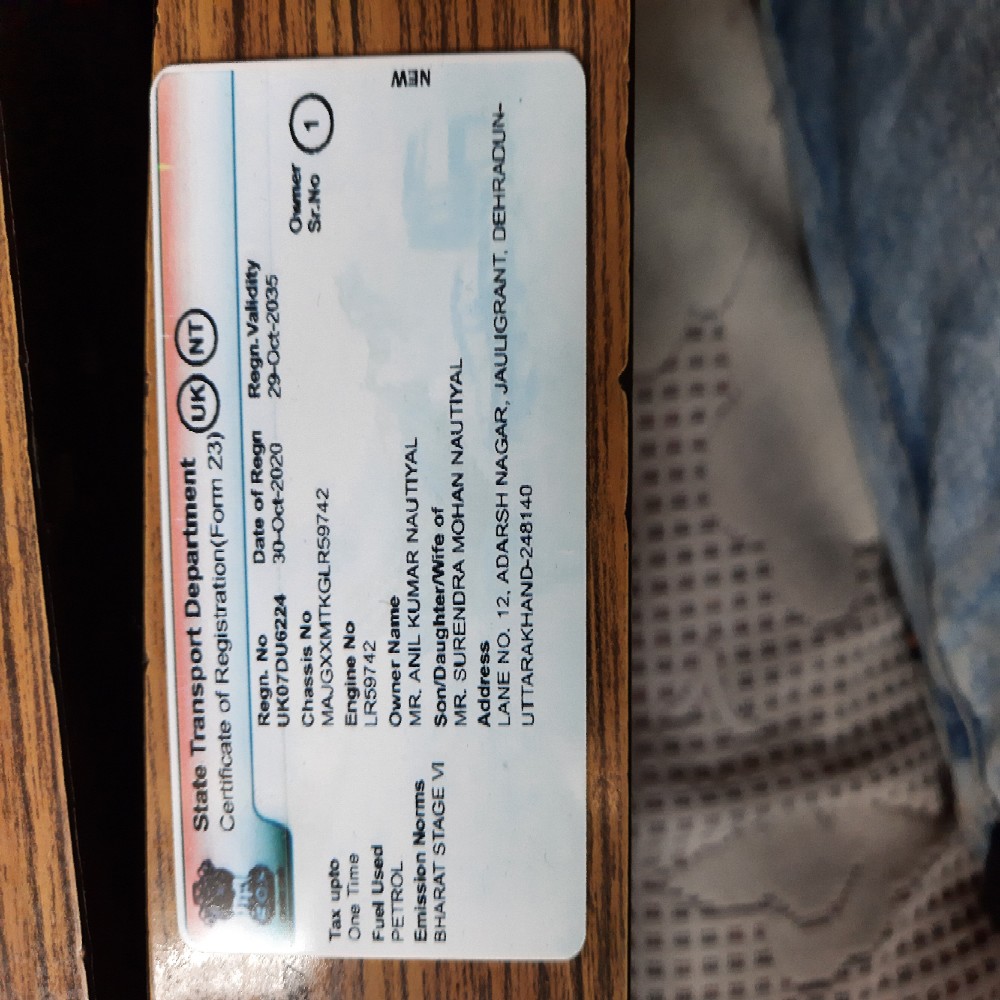 State Transport Department UK NT
Certificate of Registration(Form 23)
Regn. No Date of Regn Regn.Validity
UK07DU6224 30-Oct-2020 29-Oct-2035
Chassis No
MAJGXXMTKGLR59742
Owner
Sr.No 1
Engine No
LR59742
Owner Name
MR. ANIL KUMAR NAUTIYAL
Son/Daughter/Wife of
MR. SURENDRA MOHAN NAUTIYAL
Address
LANE NO. 12, ADARSH NAGAR, JAULIGRANT, DEHRADUN-
UTTARAKHAND-248140
Tax upto
One Time
Fuel Used
PETROL
Emission Norms
BHARAT STAGE VI
NEW